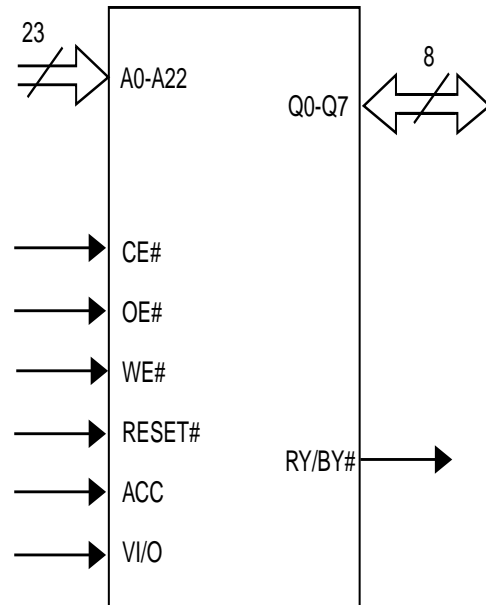 23
A0-A22
8
Q0-Q7
CE#
OE#
WE#
RESET#
RY/BY#
ACC
VI/O